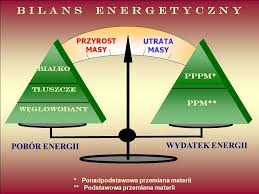 BILANS ENERGETYCZNY
PRZYROST MASY
UTRATA MASY
BIAŁKO
TŁUSZCZE
WĘGLOWODANY
PPPM*
PPM**
POBÓR ENERGII
WYDATEK ENERGII
* Ponadpodstawowa przemiana materii
** Podstawowa przemiana materii